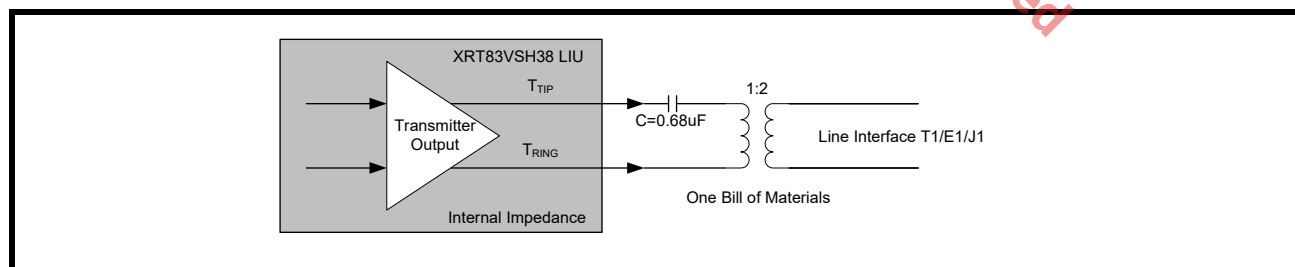 XRT83VSH38 LIU
TTIP
1:2
C=0.68uF
Transmitter
Output
Line Interface T1/E1/J1
TRING
One Bill of Materials
Internal Impedance